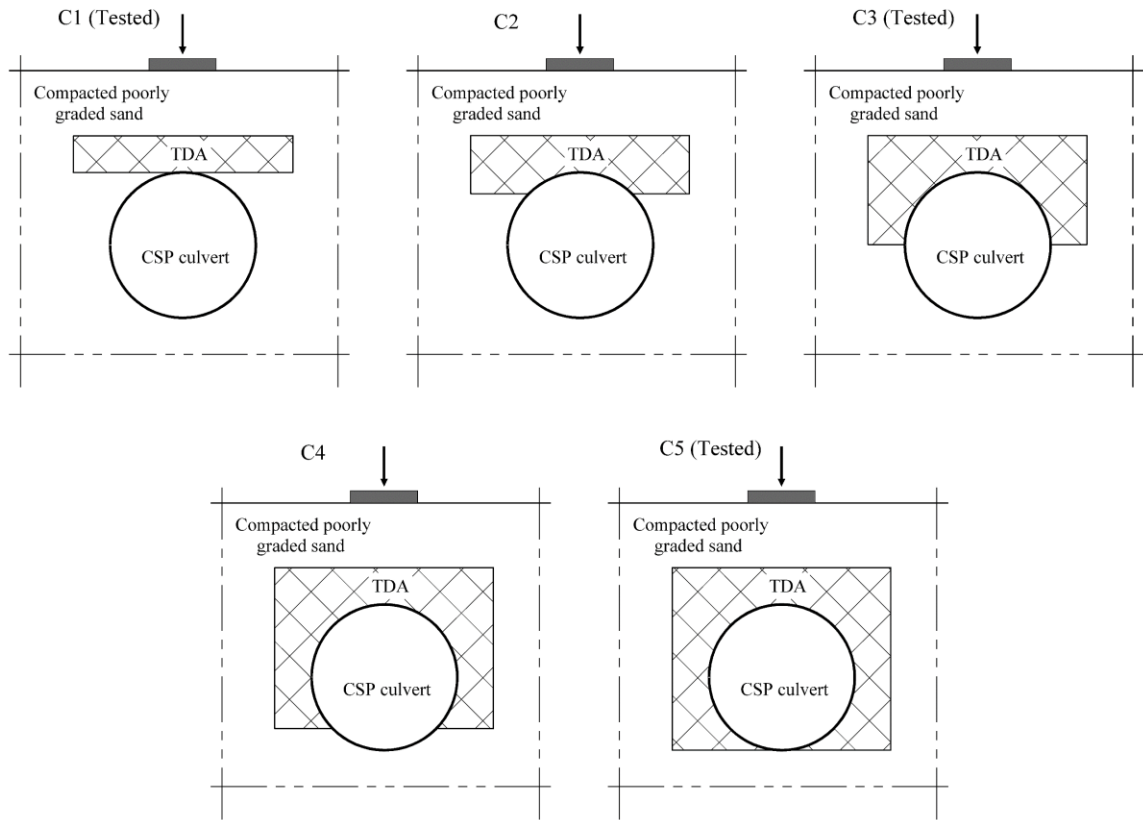 C1 (Tested)
Compacted poorly
graded sand
TDA
CSP culvert
C2
Compacted poorly
graded sand
TDA
CSP culvert
C3 (Tested)
Compacted poorly
graded sand
TDA
CSP culvert
C4
Compacted poorly
graded sand
TDA
CSP culvert
C5 (Tested)
Compacted poorly
graded sand
TDA
CSP culvert